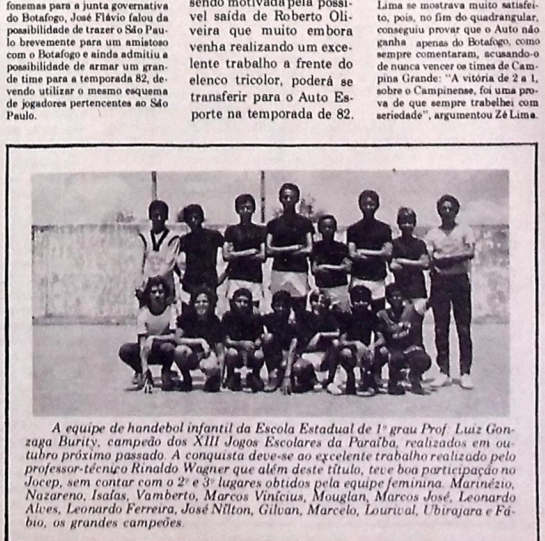 fonemas para a junta governativa
do Botafogo, José Flávio falou da
possibilidade de trazer o São Pau-
lo brevemente para um amistoso
com o Botafogo e ainda admitiu a
possibilidade de armar um gran-
de time para a temporada 82, de-
vendo utilizar o mesmo esquema
de jogadores pertencentes ao São
Paulo.
sendo motivada pela possí-
vel saída de Roberto Oli-
veira que muito embora
venha realizando um exce-
lente trabalho a frente do
elenco tricolor, poderá se
transferir para o Auto Es-
porte na temporada de 82.
Lima se mostrava muito satisfei-
to, pois, no fim do quadrangular,
conseguiu provar que o Auto não
ganha apenas do Botafogo, como
sempre comentaram, acusando-o
de nunca vencer os times de Cam-
pina Grande: "A vitória de 2 a 1,
sobre o Campinense, foi uma pro-
va de que sempre trabalhei com
seriedade", argumentou Zé Lima.
A equipe de handebol infantil da Escola Estadual de 1º grau Prof. Luiz Gon-
zaga Burity, campeão dos XIII Jogos Escolares da Paraíba, realizados em ou-
tubro próximo passado. A conquista deve-se ao excelente trabalho realizado pelo
professor-técnico Rinaldo Wagner que além deste título, teve boa participação no
Jocep, sem contar com o 2º e 3º lugares obtidos pela equipe feminina. Marinézio,
Nazareno, Isaías, Vamberto, Marcos Vinícius, Mouglan, Marcos José, Leonardo
Alves, Leonardo Ferreira, José Nílton, Gilvan, Marcelo, Lourival, Ubirajara e Fá-
bio, os grandes campeões.